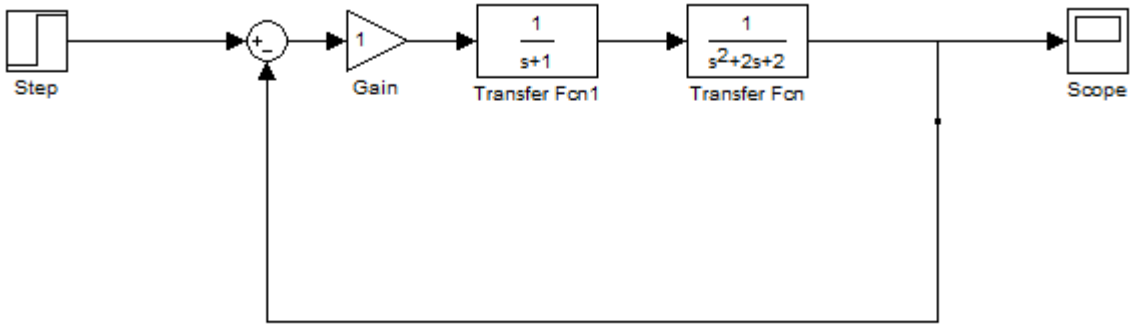 Step
+
-
1
Gain
1
s+1
Transfer Fcn1
1
s²+2s+2
Transfer Fcn
Scope